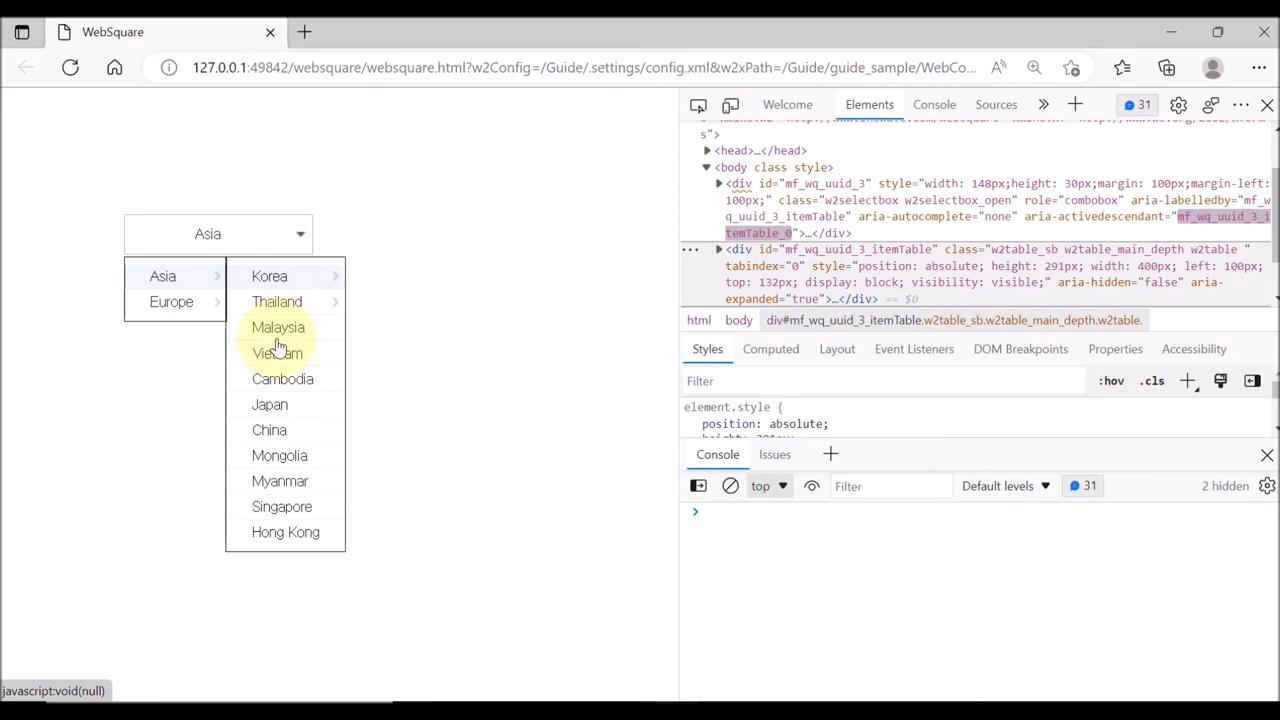 WebSquare
127.0.0.1:49842/websquare/websquare.html?w2Config=/Guide/.settings/config.xml&w2xPath=/Guide/guide_sample/WebCo...
Asia
Asia
Europe
Korea
Thailand
Malaysia
Vietnam
Cambodia
Japan
China
Mongolia
Myanmar
Singapore
Hong Kong
javascript:void(null)
Welcome Elements Console Sources 31
s">
<head>…</head>
<body class style>
<div id="mf_wq_uuid_3" style="width: 148px;height: 30px;margin: 100px;margin-left:
100px;" class="w2selectbox w2selectbox_open" role="combobox" aria-labelledby="mf_w
q_uuid_3_itemTable" aria-autocomplete="none" aria-activedescendant="mf_wq_uuid_3_i
temTable_0">…</div>
<div id="mf_wq_uuid_3_itemTable" class="w2table_sb w2table_main_depth w2table "
tabindex="0" style="position: absolute; height: 291px; width: 400px; left: 100px;
top: 132px; display: block; visibility: visible;" aria-hidden="false" aria-
expanded="true">…</div> == $0
html body div#mf_wq_uuid_3_itemTable.w2table_sb.w2table_main_depth.w2table.
Styles Computed Layout Event Listeners DOM Breakpoints Properties Accessibility
Filter :hov .cls
element.style {
position: absolute;
Console Issues
top Filter Default levels 31 2 hidden